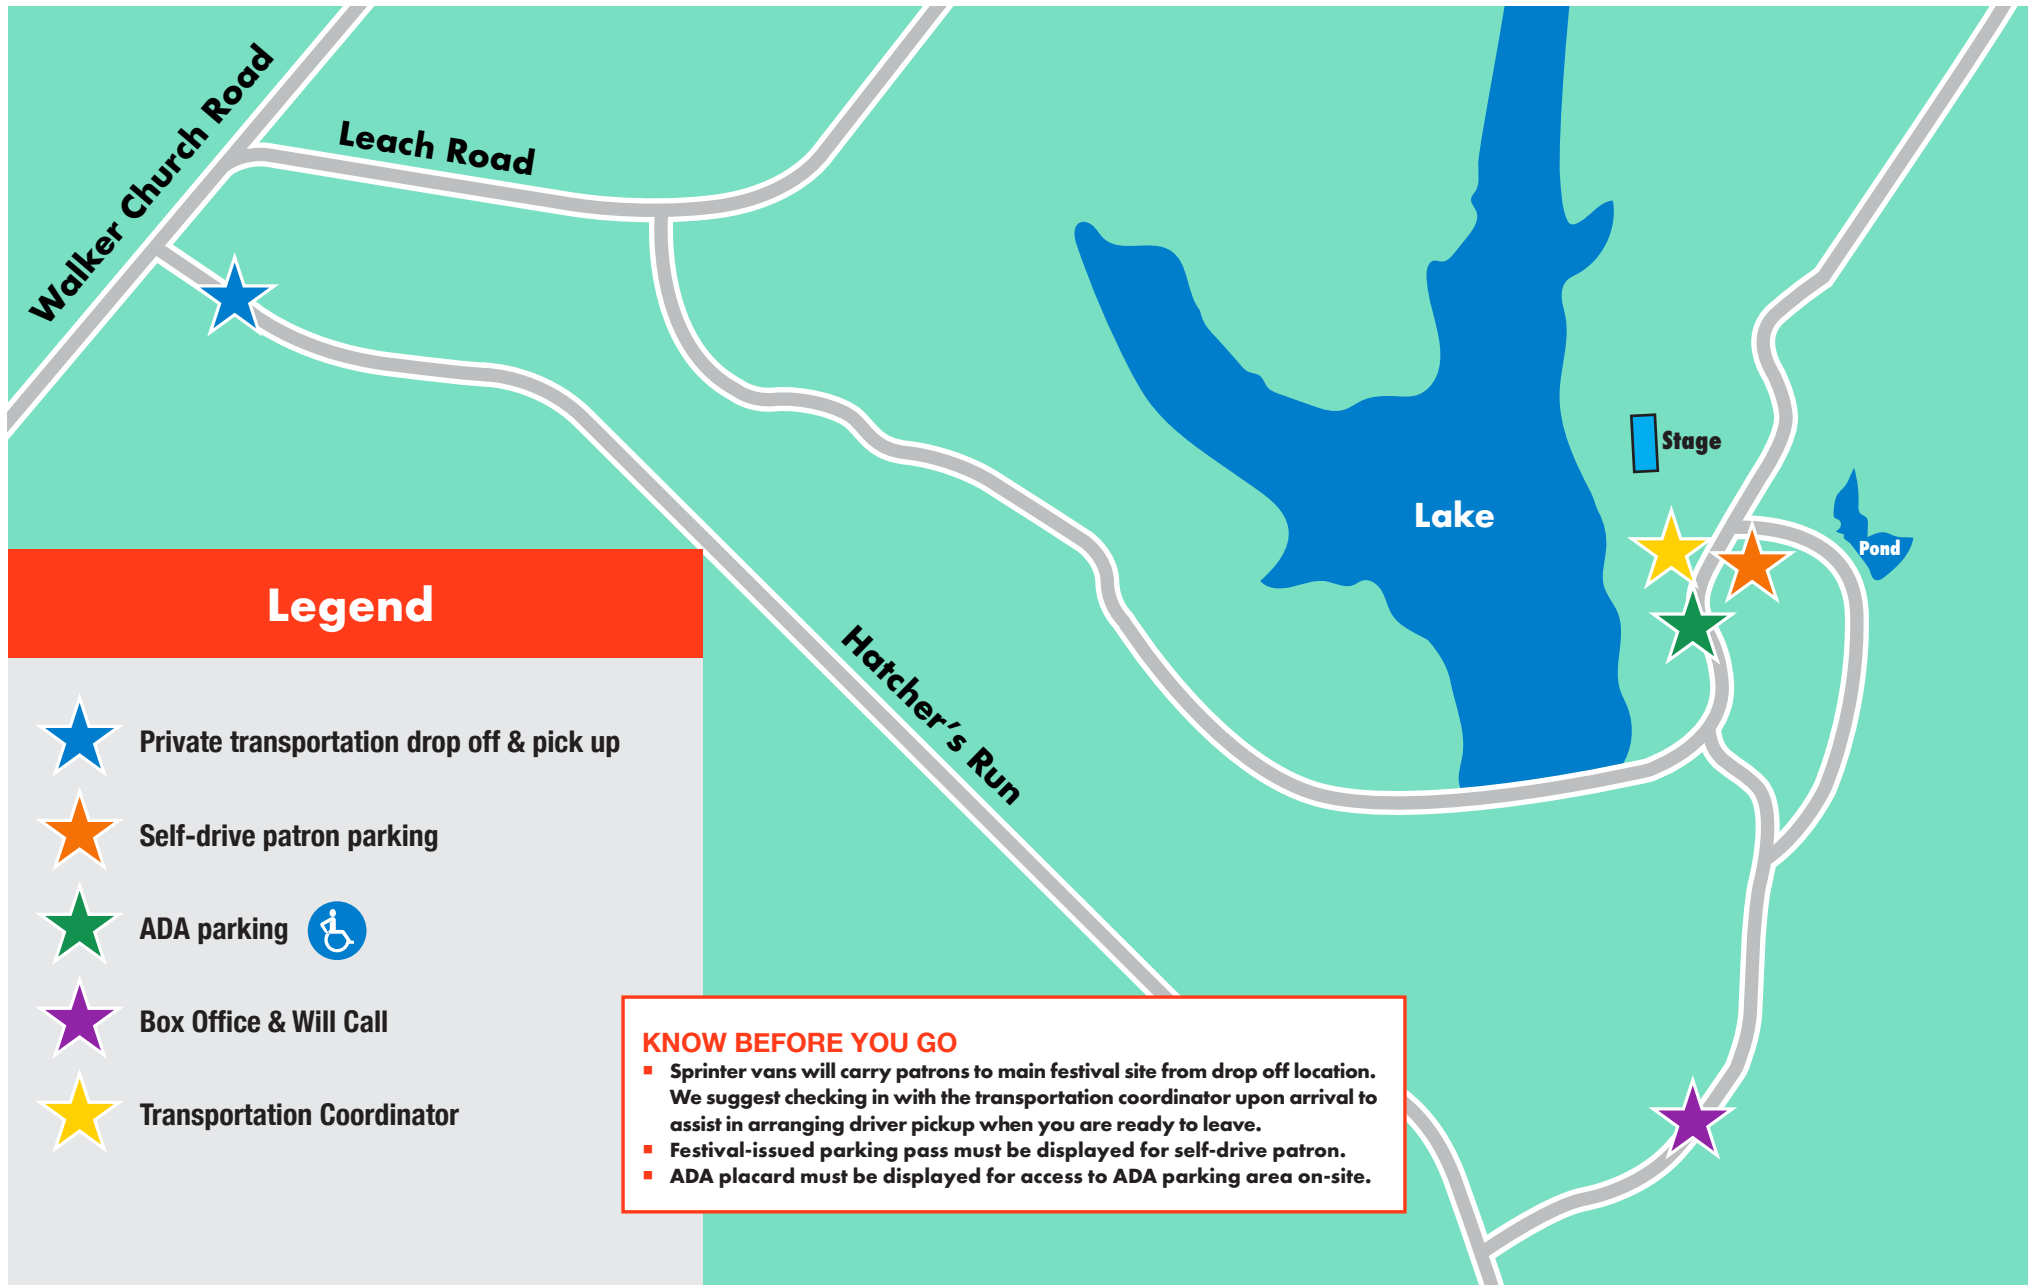 Walker Church Road
Leach Road
Stage
Lake
Pond
Hatcher's Run
Legend
Private transportation drop off & pick up
Self-drive patron parking
ADA parking
Box Office & Will Call
Transportation Coordinator
KNOW BEFORE YOU GO
▪ Sprinter vans will carry patrons to main festival site from drop off location.
We suggest checking in with the transportation coordinator upon arrival to
assist in arranging driver pickup when you are ready to leave.
▪ Festival-issued parking pass must be displayed for self-drive patron.
▪ ADA placard must be displayed for access to ADA parking area on-site.